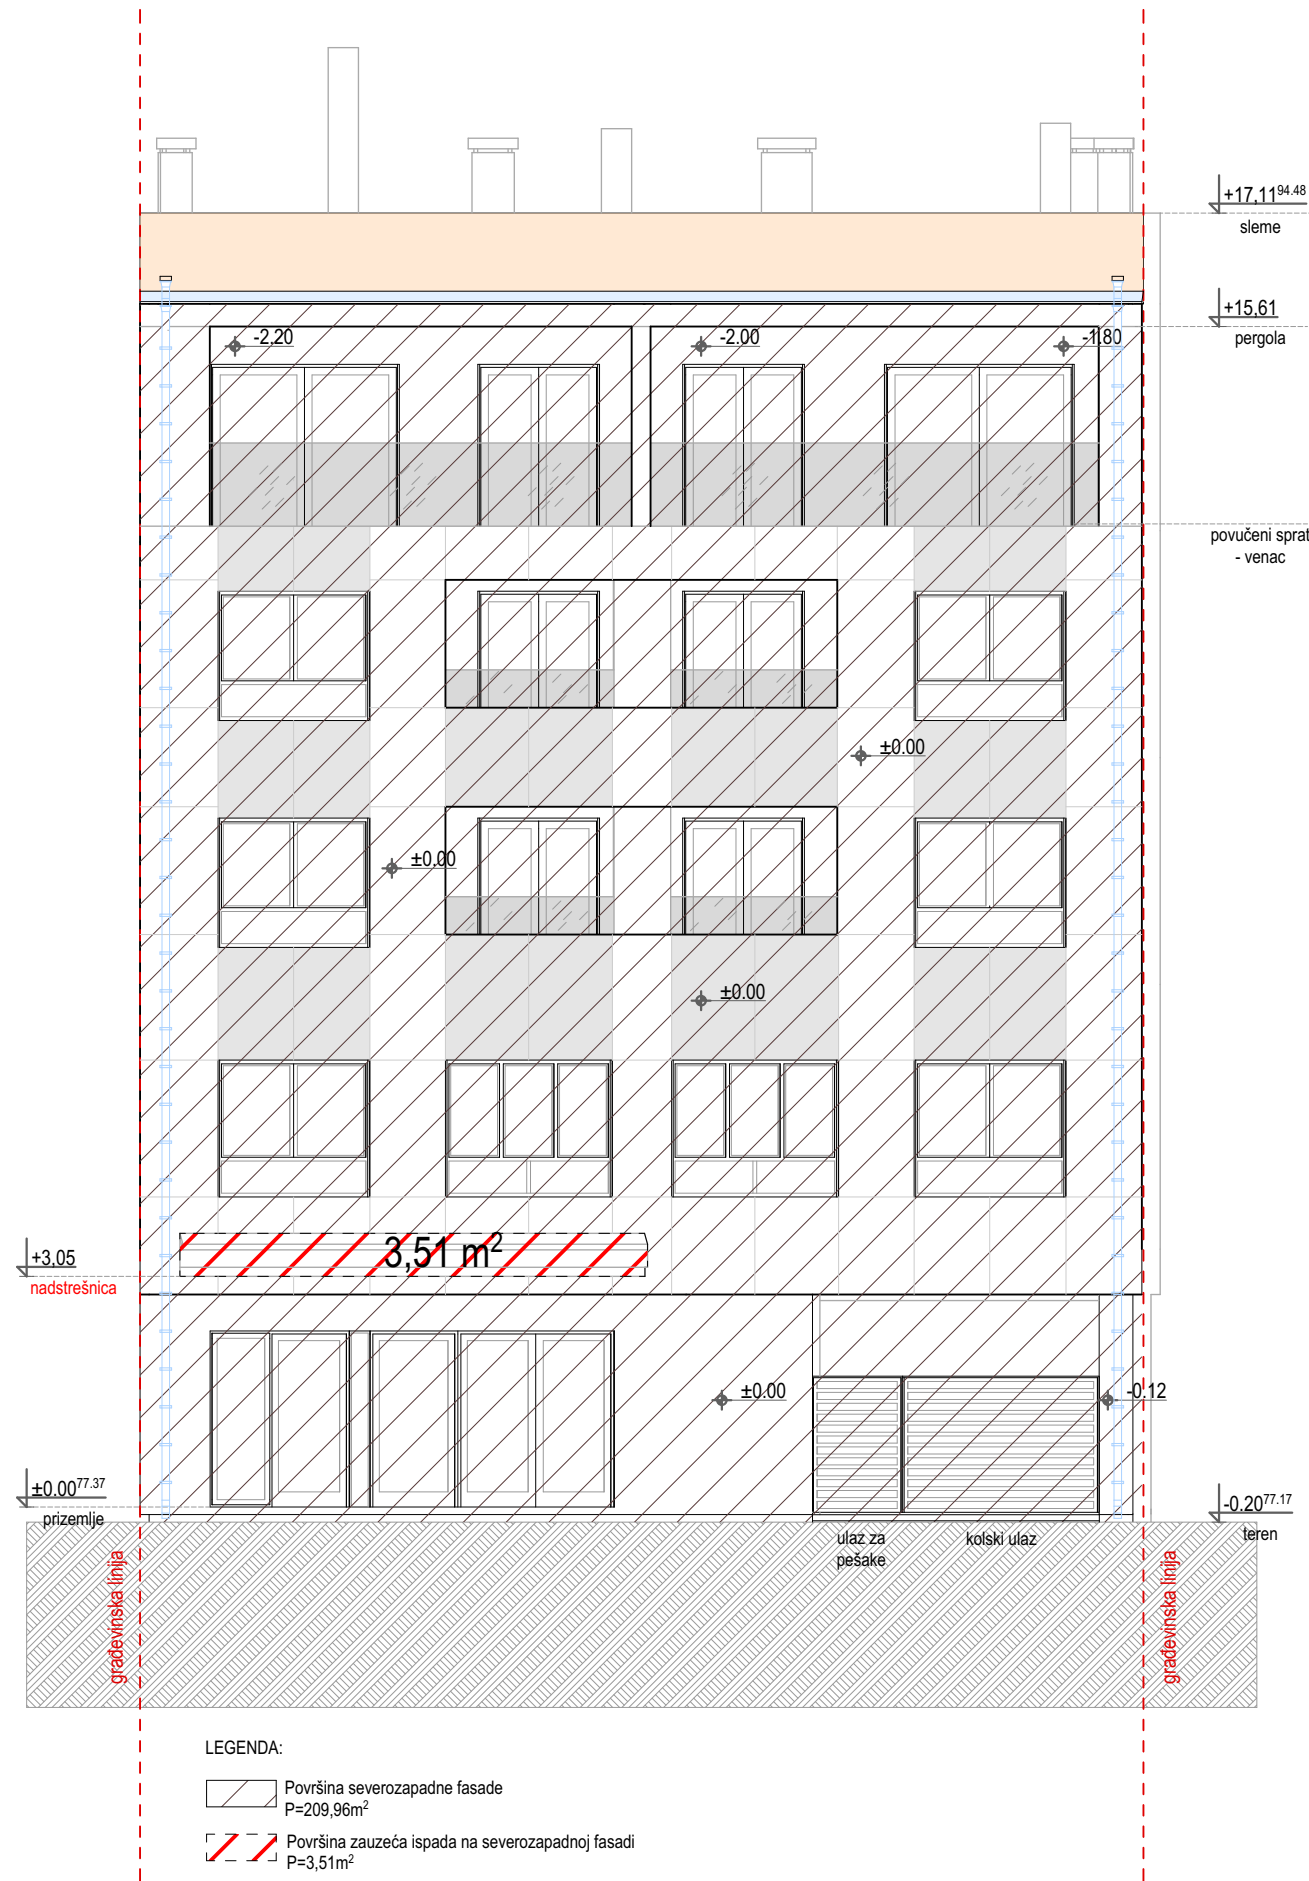 +17,11 94.48
sleme
+15,61
pergola
-2,20
-2.00
-1.80
povučeni sprat
- venac
±0.00
±0,00
±0.00
3,51 m²
+3,05
nadstrešnica
±0.00
-0.12
±0.00 77.37
prizemlje
-0.20 77.17
teren
ulaz za
pešake
kolski ulaz
građevinska linija
građevinska linija
LEGENDA:
Površina severozapadne fasade
P=209,96m²
Površina zauzeća ispada na severozapadnoj fasadi
P=3,51m²